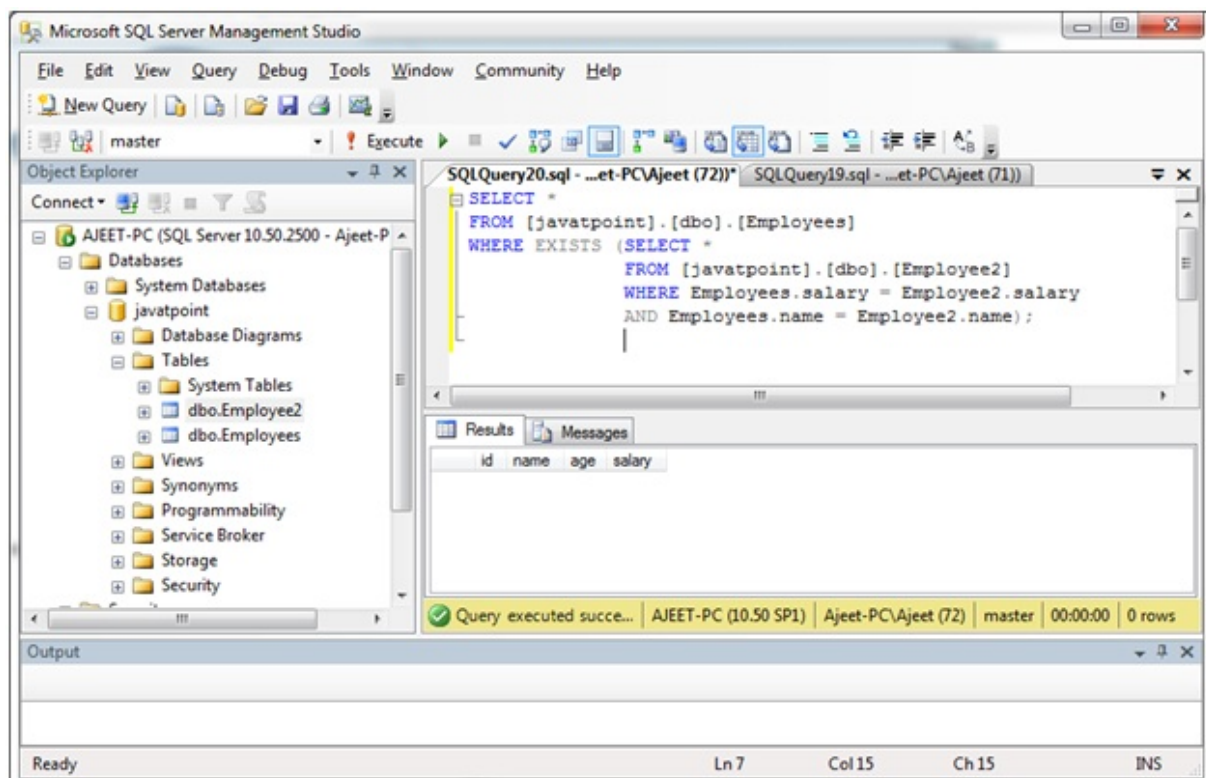 Microsoft SQL Server Management Studio
File Edit View Query Debug Tools Window Community Help
New Query
master Execute
Object Explorer
Connect
AJEET-PC (SQL Server 10.50.2500 - Ajeet-P
Databases
System Databases
javatpoint
Database Diagrams
Tables
System Tables
dbo.Employee2
dbo.Employees
Views
Synonyms
Programmability
Service Broker
Storage
Security
SQLQuery20.sql - ...et-PC\Ajeet (72))* SQLQuery19.sql - ...et-PC\Ajeet (71))
SELECT *
FROM [javatpoint].[dbo].[Employees]
WHERE EXISTS (SELECT *
FROM [javatpoint].[dbo].[Employee2]
WHERE Employees.salary = Employee2.salary
AND Employees.name = Employee2.name);
Results Messages
id name age salary
Query executed succe... AJEET-PC (10.50 SP1) Ajeet-PC\Ajeet (72) master 00:00:00 0 rows
Output
Ready Ln 7 Col 15 Ch 15 INS